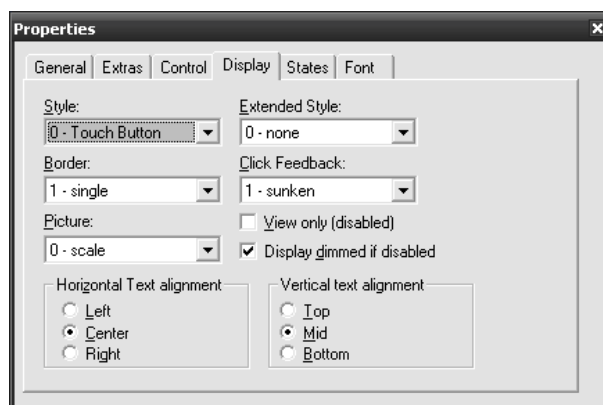 Properties
General Extras Control Display States Font
Style: Extended Style:
0 - Touch Button 0 - none
Border: Click Feedback:
1 - single 1 - sunken
Picture: View only (disabled)
0 - scale Display dimmed if disabled
Horizontal Text alignment Vertical text alignment
Left Top
Center Mid
Right Bottom